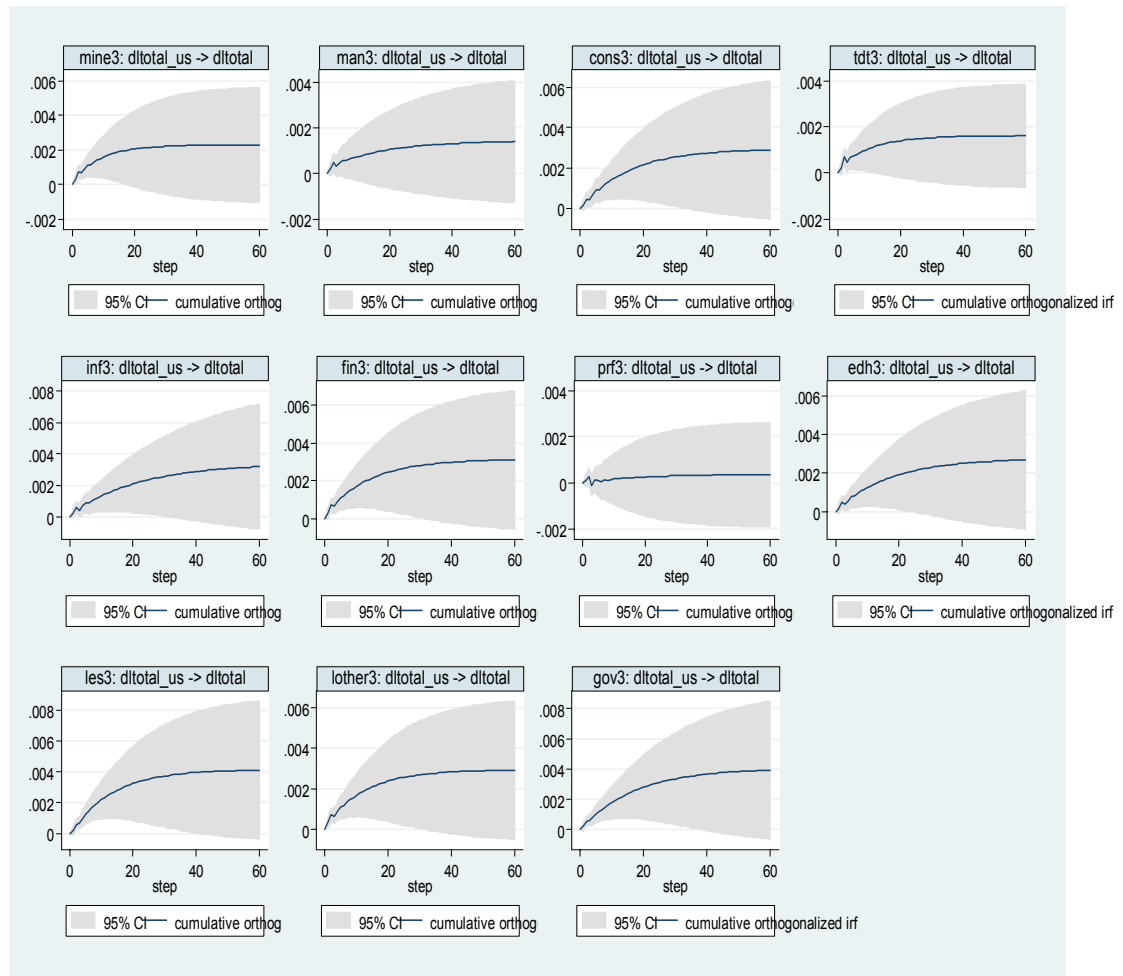 mine3: dltotal_us -> dltotal
man3: dltotal_us -> dltotal
cons3: dltotal_us -> dltotal
tdt3: dltotal_us -> dltotal
.006
.004
.002
0
-.002
.004
.002
0
-.002
.006
.004
.002
0
.004
.002
0
-.002
0 20 40 60
0 20 40 60
0 20 40 60
0 20 40 60
step
step
step
step
95% CI cumulative orthog
95% CI cumulative orthog
95% CI cumulative orthog
95% CI cumulative orthogonalized irf
inf3: dltotal_us -> dltotal
fin3: dltotal_us -> dltotal
prf3: dltotal_us -> dltotal
edh3: dltotal_us -> dltotal
.008
.006
.004
.002
0
.006
.004
.002
0
.004
.002
0
-.002
.006
.004
.002
0
0 20 40 60
0 20 40 60
0 20 40 60
0 20 40 60
step
step
step
step
95% CI cumulative orthog
95% CI cumulative orthog
95% CI cumulative orthog
95% CI cumulative orthogonalized irf
les3: dltotal_us -> dltotal
lother3: dltotal_us -> dltotal
gov3: dltotal_us -> dltotal
.008
.006
.004
.002
0
.006
.004
.002
0
.008
.006
.004
.002
0
0 20 40 60
0 20 40 60
0 20 40 60
step
step
step
95% CI cumulative orthog
95% CI cumulative orthog
95% CI cumulative orthogonalized irf